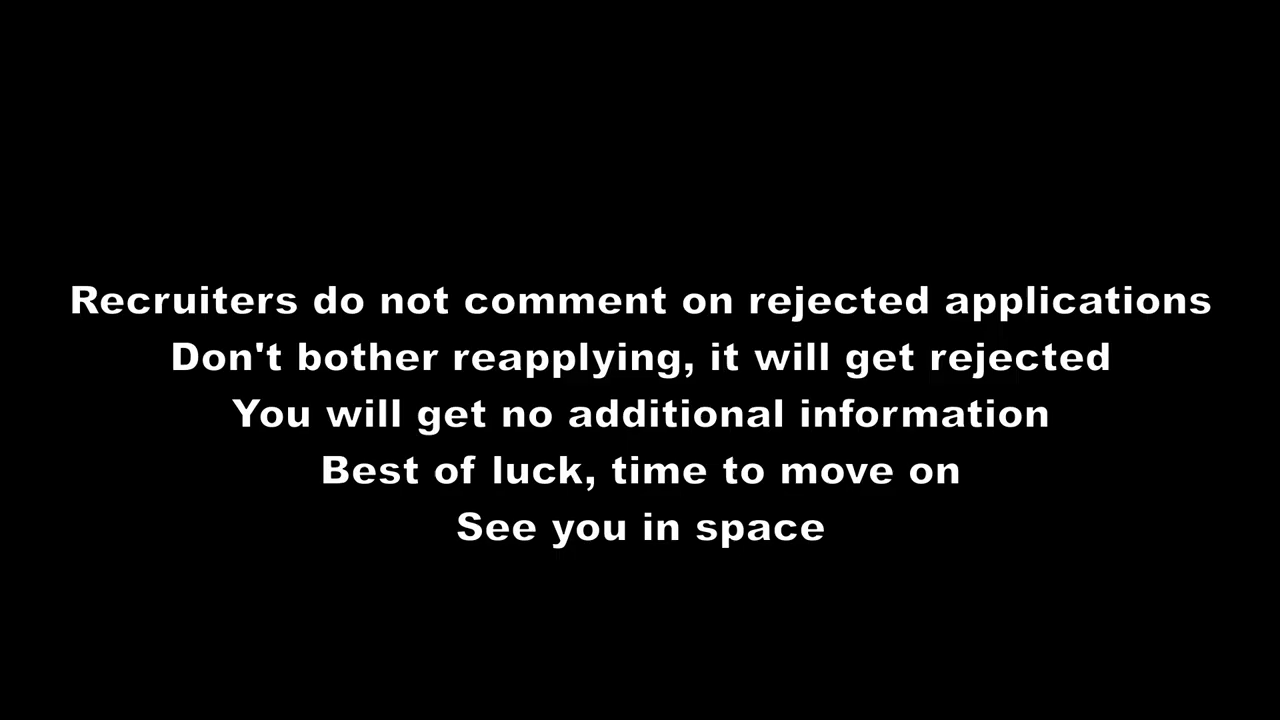 Recruiters do not comment on rejected applications
Don't bother reapplying, it will get rejected
You will get no additional information
Best of luck, time to move on
See you in space